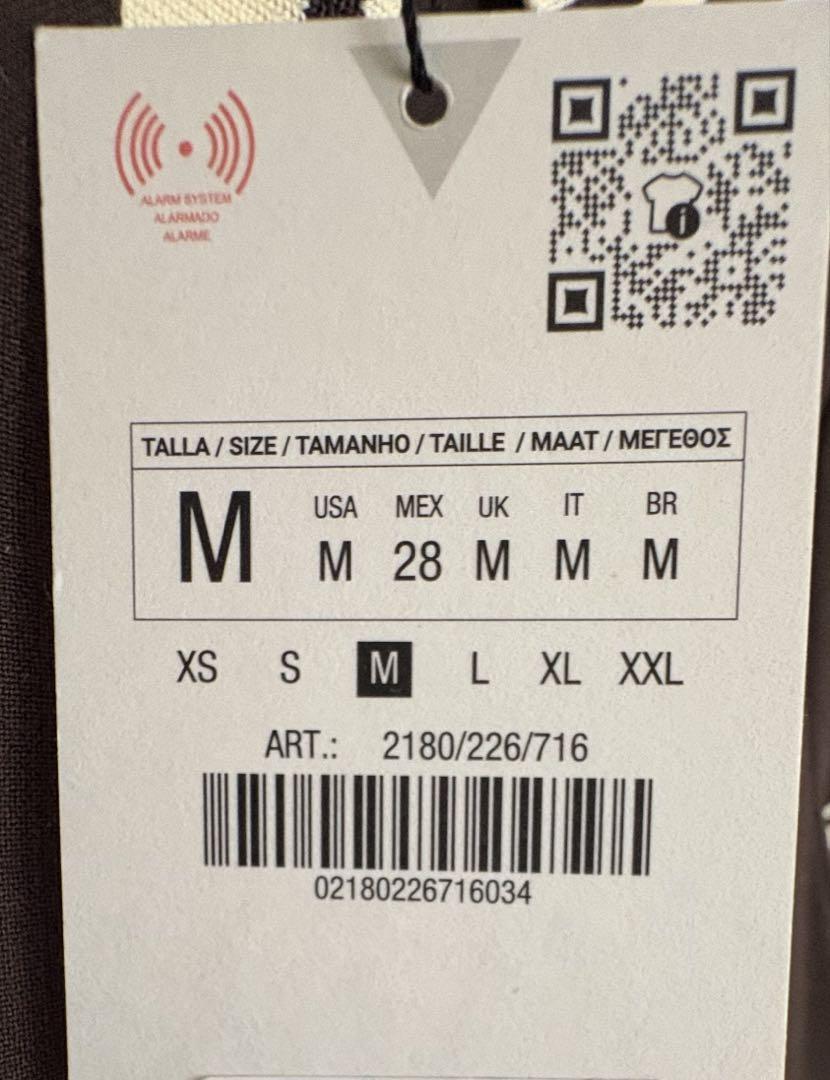 ALARM SYSTEM
ALARMADO
ALARME
TALLA / SIZE / TAMANHO / TAILLE / MAAT / ΜΕΓΕΘΟΣ
M
USA MEX UK IT BR
M 28 M M M
XS S M L XL XXL
ART.: 2180/226/716
02180226716034